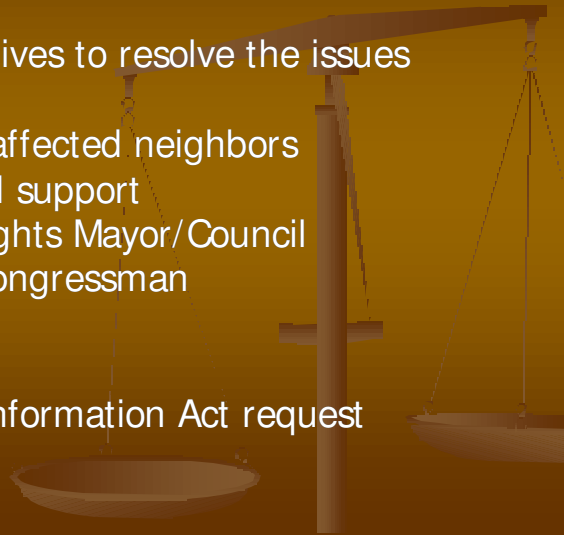 ives to resolve the issues
affected neighbors
support
ghts Mayor/Council
ongressman
nformation Act request